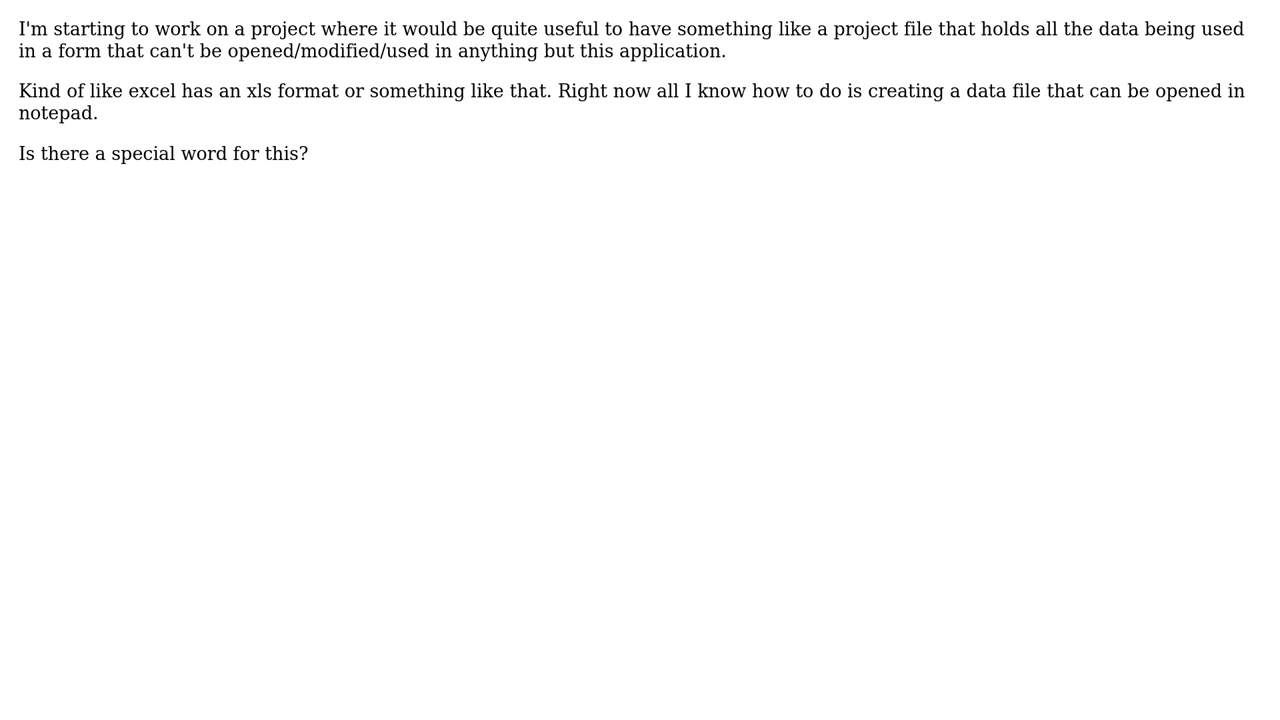 I'm starting to work on a project where it would be quite useful to have something like a project file that holds all the data being used
in a form that can't be opened/modified/used in anything but this application.
Kind of like excel has an xls format or something like that. Right now all I know how to do is creating a data file that can be opened in
notepad.
Is there a special word for this?